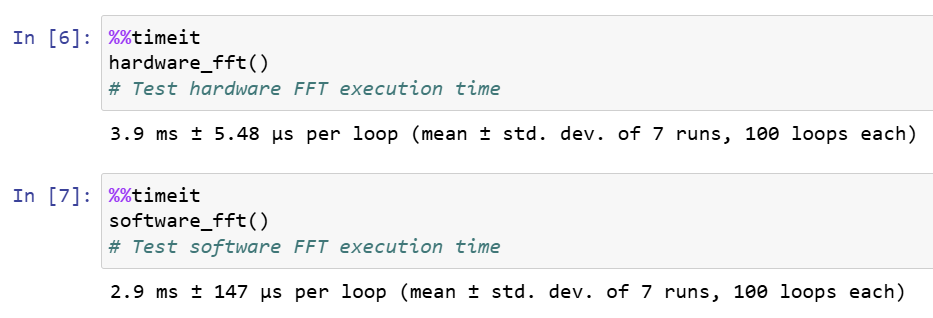 In [6]: %%timeit
hardware_fft()
# Test hardware FFT execution time
3.9 ms ± 5.48 µs per loop (mean ± std. dev. of 7 runs, 100 loops each)
In [7]: %%timeit
software_fft()
# Test software FFT execution time
2.9 ms ± 147 µs per loop (mean ± std. dev. of 7 runs, 100 loops each)